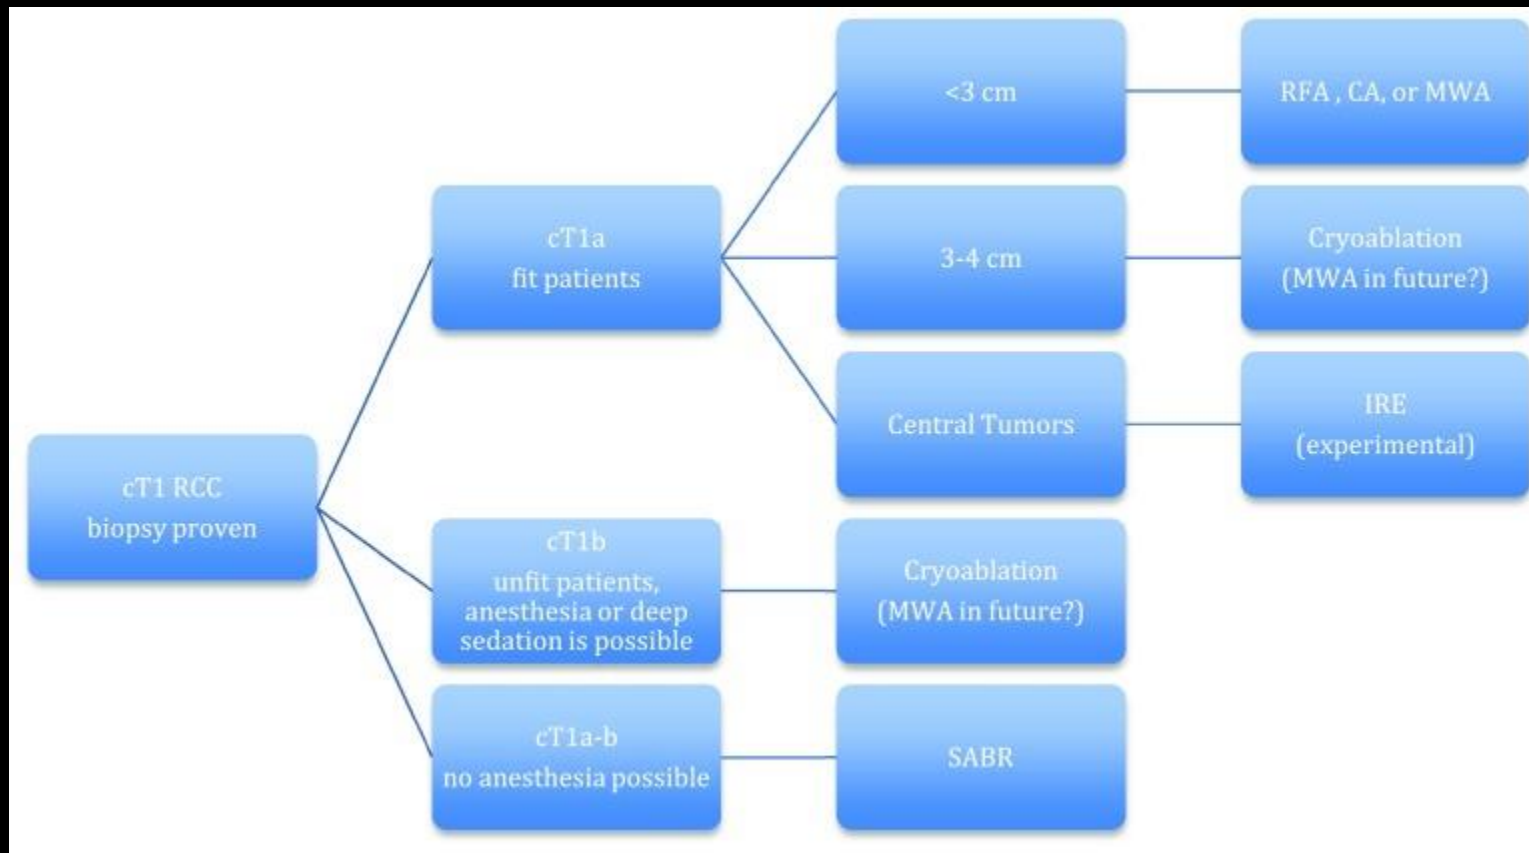 <3 cm
RFA , CA, or MWA
cT1a
fit patients
3-4 cm
Cryoablation
(MWA in future?)
Central Tumors
IRE
(experimental)
cT1 RCC
biopsy proven
cT1b
unfit patients,
anesthesia or deep
sedation is possible
Cryoablation
(MWA in future?)
cT1a-b
no anesthesia possible
SABR